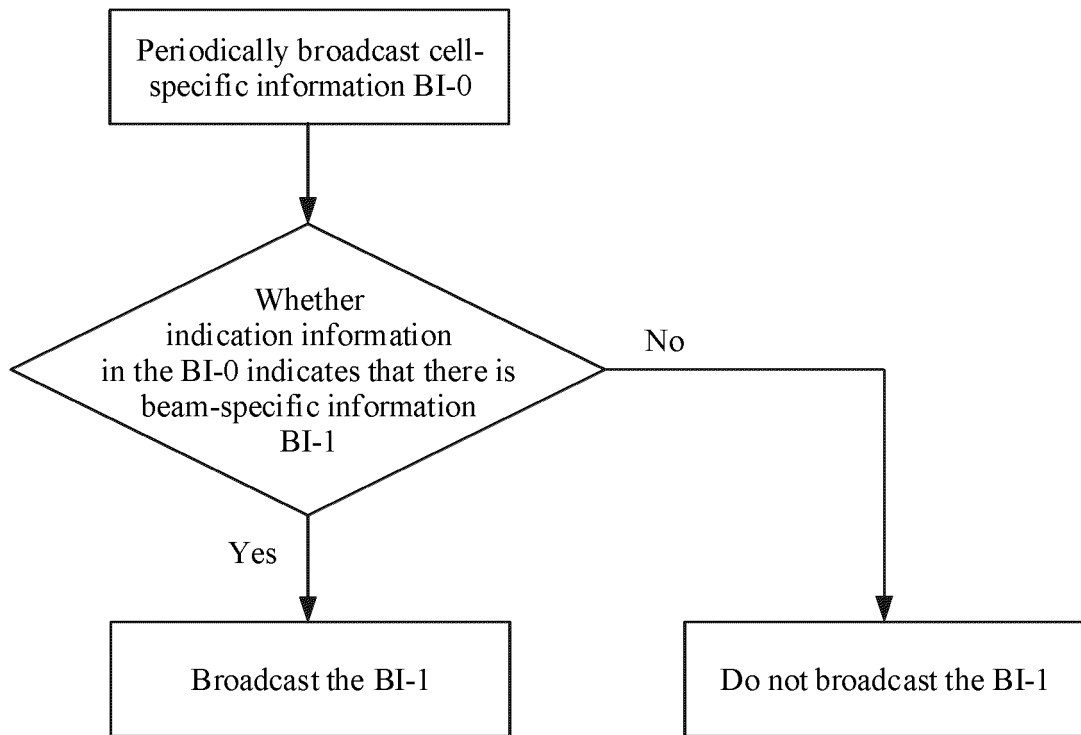 Periodically broadcast cell-
specific information BI-0
Whether
indication information
in the BI-0 indicates that there is
beam-specific information
BI-1
No
Yes
Broadcast the BI-1
Do not broadcast the BI-1